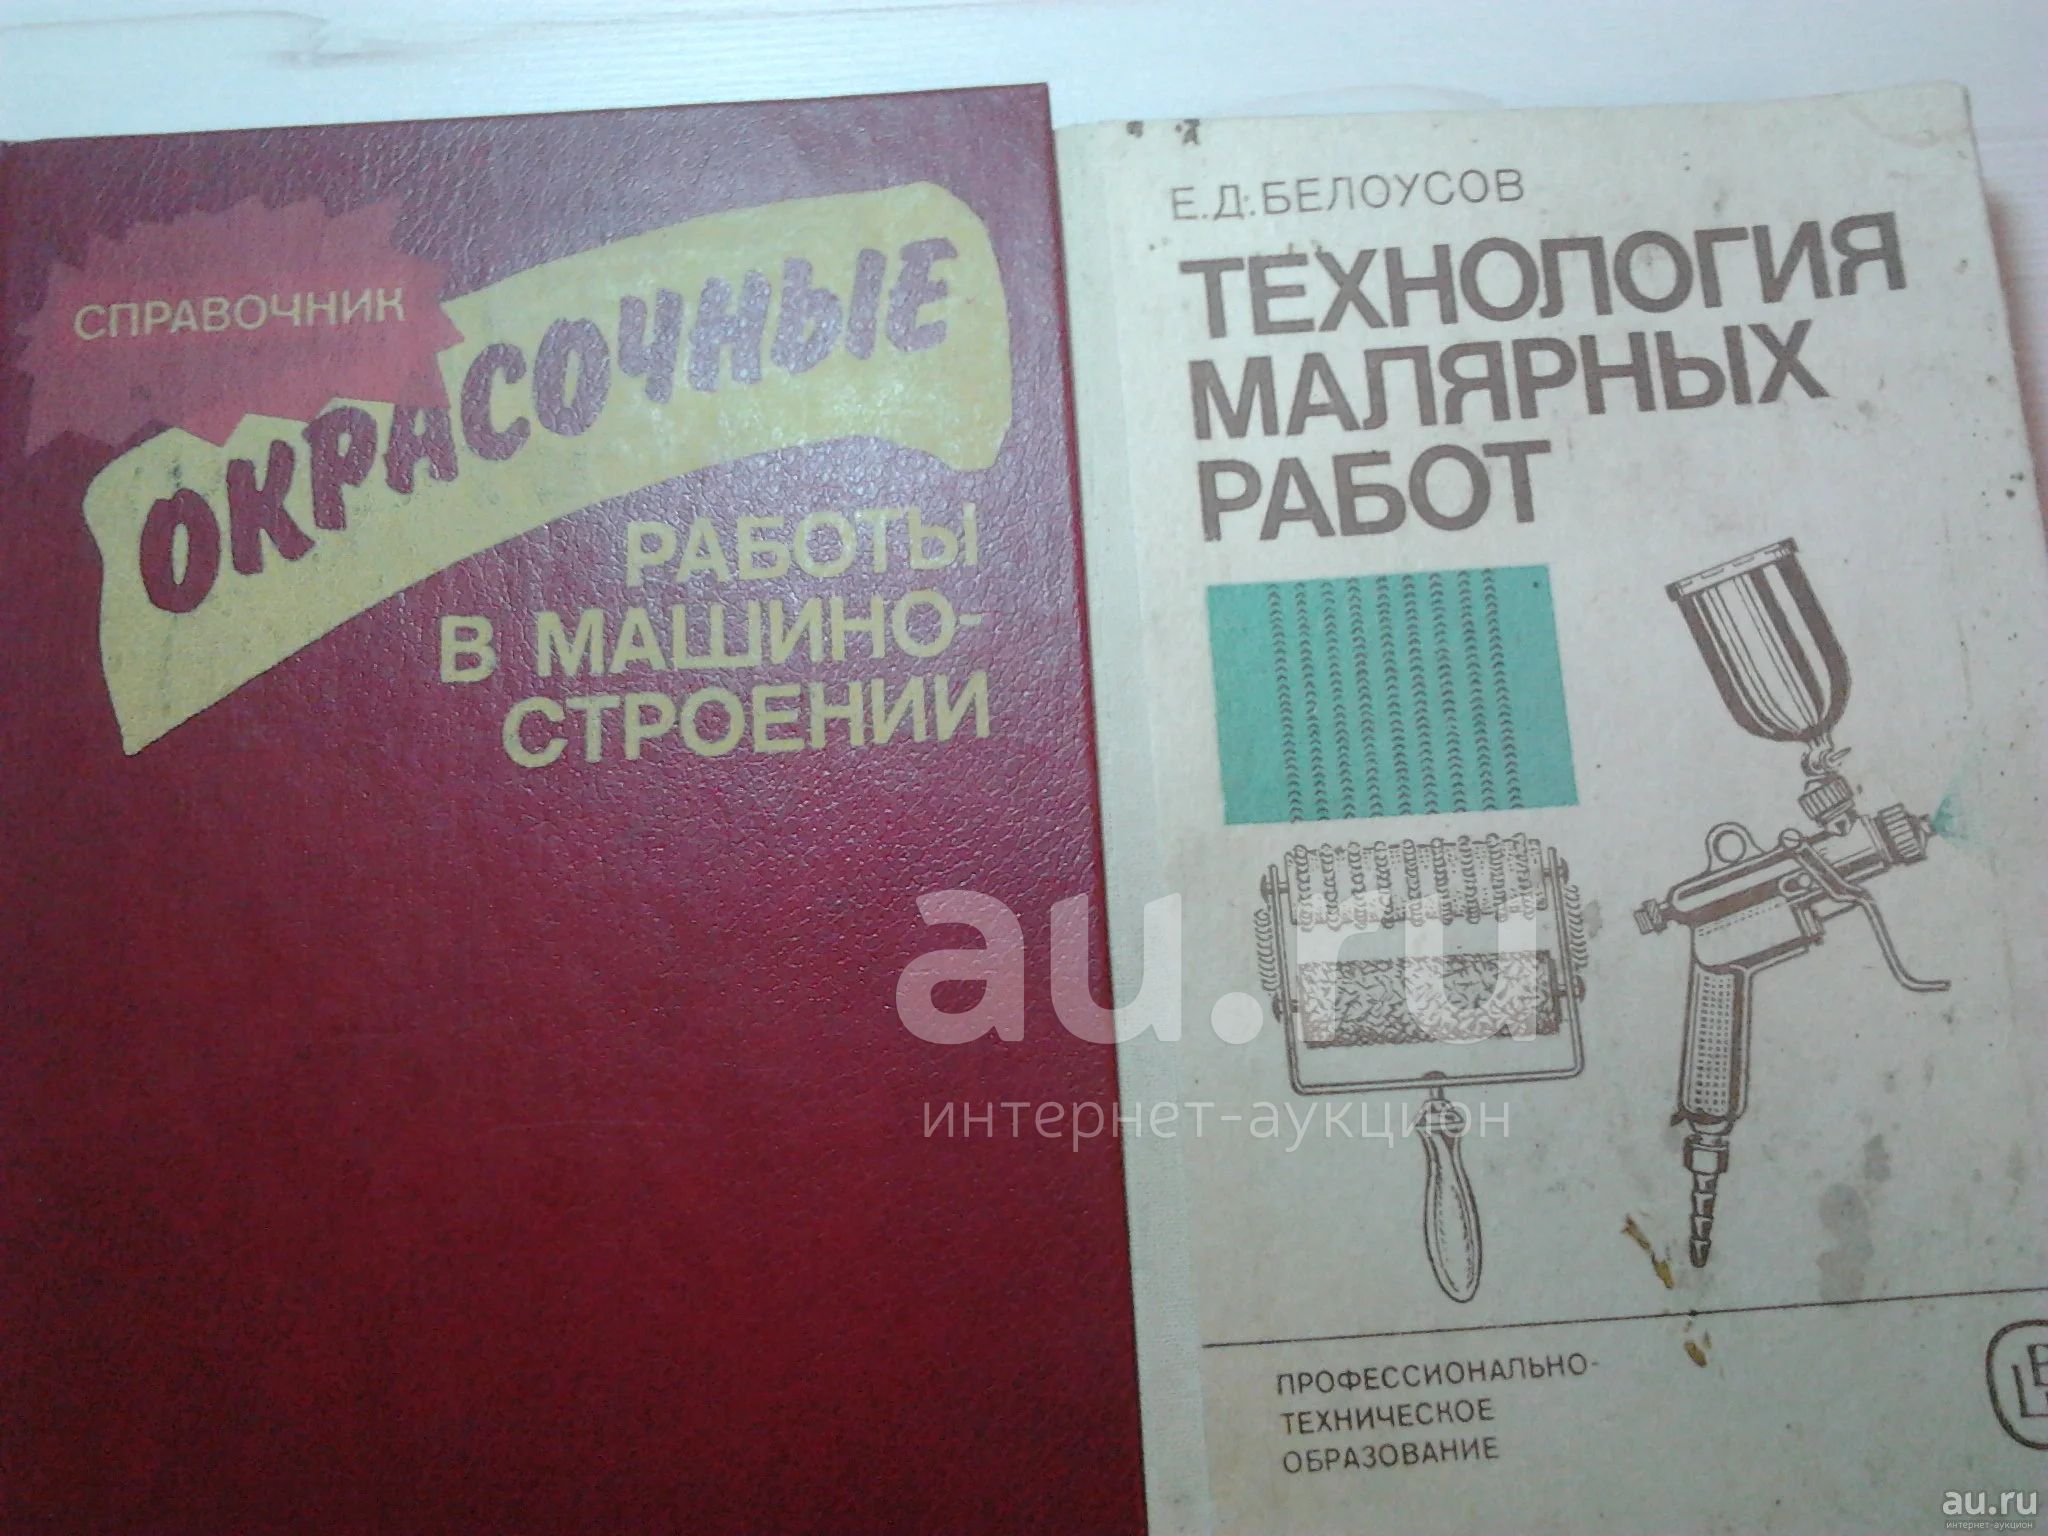 СПРАВОЧНИК
ОКРАСОЧНЫЕ
РАБОТЫ
В МАШИНО-
СТРОЕНИИ
Е.Д.БЕЛОУСОВ
ТЕХНОЛОГИЯ
МАЛЯРНЫХ
РАБОТ
ПРОФЕССИОНАЛЬНО-
ТЕХНИЧЕСКОЕ
ОБРАЗОВАНИЕ
au.ru
интернет-аукцион
au.ru
интернет-аукцион